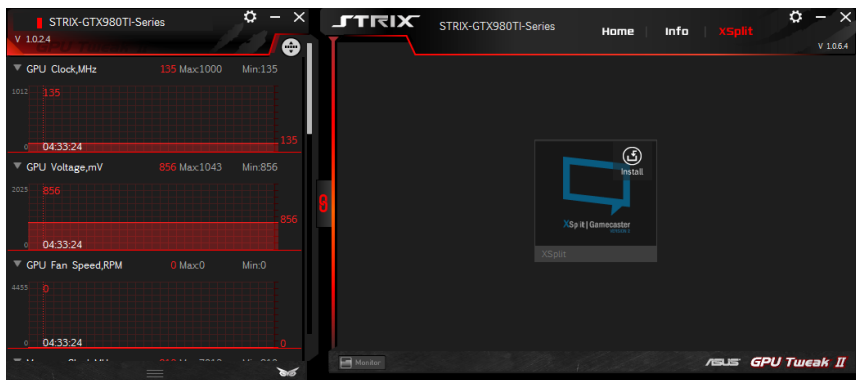 STRIX-GTX980TI-Series
V 1.0.2.4
GPU Clock,MHz 135 Max:1000 Min:135
1012 135
135
0 04:33:24
GPU Voltage,mV 856 Max:1043 Min:856
2025 856
856
0 04:33:24
GPU Fan Speed,RPM 0 Max:0 Min:0
4455 0
0
0 04:33:24
STRIX STRIX-GTX980TI-Series Home | Info | XSplit
V 1.0.6.4
Install
XSplit | Gamecaster
XSplit
Monitor
ASUS GPU Tweak II